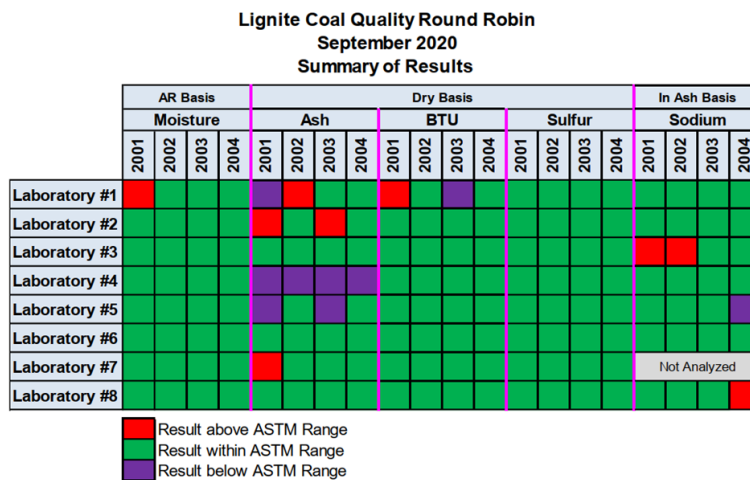 Lignite Coal Quality Round Robin
September 2020
Summary of Results
AR Basis Dry Basis In Ash Basis
Moisture Ash BTU Sulfur Sodium
2001 2002 2003 2004 2001 2002 2003 2004 2001 2002 2003 2004 2001 2002 2003 2004 2001 2002 2003 2004
Laboratory #1
Laboratory #2
Laboratory #3
Laboratory #4
Laboratory #5
Laboratory #6
Laboratory #7 Not Analyzed
Laboratory #8
Result above ASTM Range
Result within ASTM Range
Result below ASTM Range